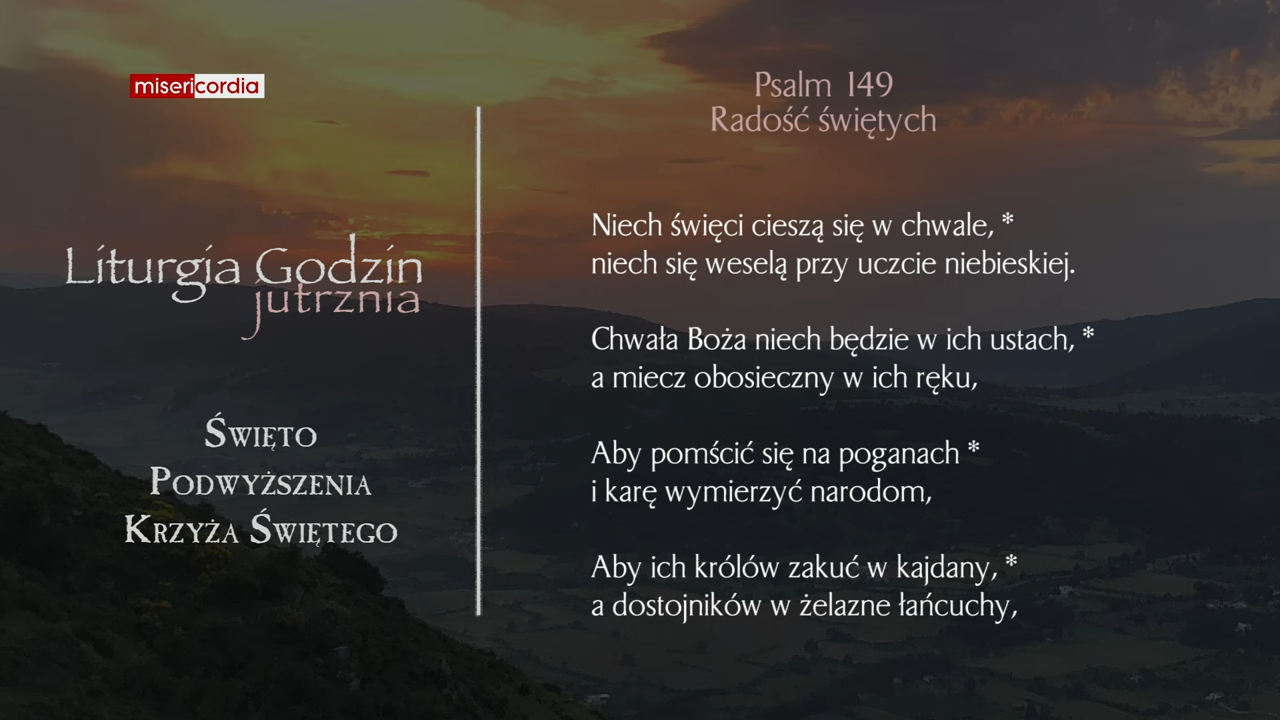 misericordia
Liturgia Godzin
jutrznia
Święto
Podwyższenia
Krzyża Świętego
Psalm 149
Radość świętych
Niech święci cieszą się w chwale, *
niech się weselą przy uczcie niebieskiej.
Chwała Boża niech będzie w ich ustach, *
a miecz obosieczny w ich ręku,
Aby pomścić się na poganach *
i karę wymierzyć narodom,
Aby ich królów zakuć w kajdany, *
a dostojników w żelazne łańcuchy,